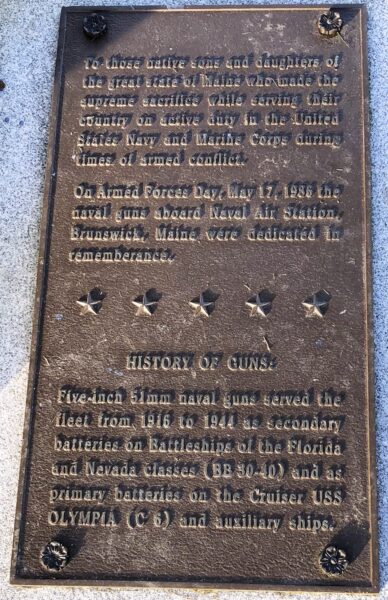 To those native sons and daughters of
the great state of Maine who made the
supreme sacrifice while serving their
country on active duty in the United
States Navy and Marine Corps during
times of armed conflict.
On Armed Forces Day, May 17, 1986 the
naval guns aboard Naval Air Station,
Brunswick, Maine were dedicated in
rememberance.
HISTORY OF GUNS:
Five-inch 51mm naval guns served the
fleet from 1916 to 1944 as secondary
batteries on Battleships of the Florida
and Nevada classes (BB 30-40) and as
primary batteries on the Cruiser USS
OLYMPIA (C 6) and auxiliary ships.